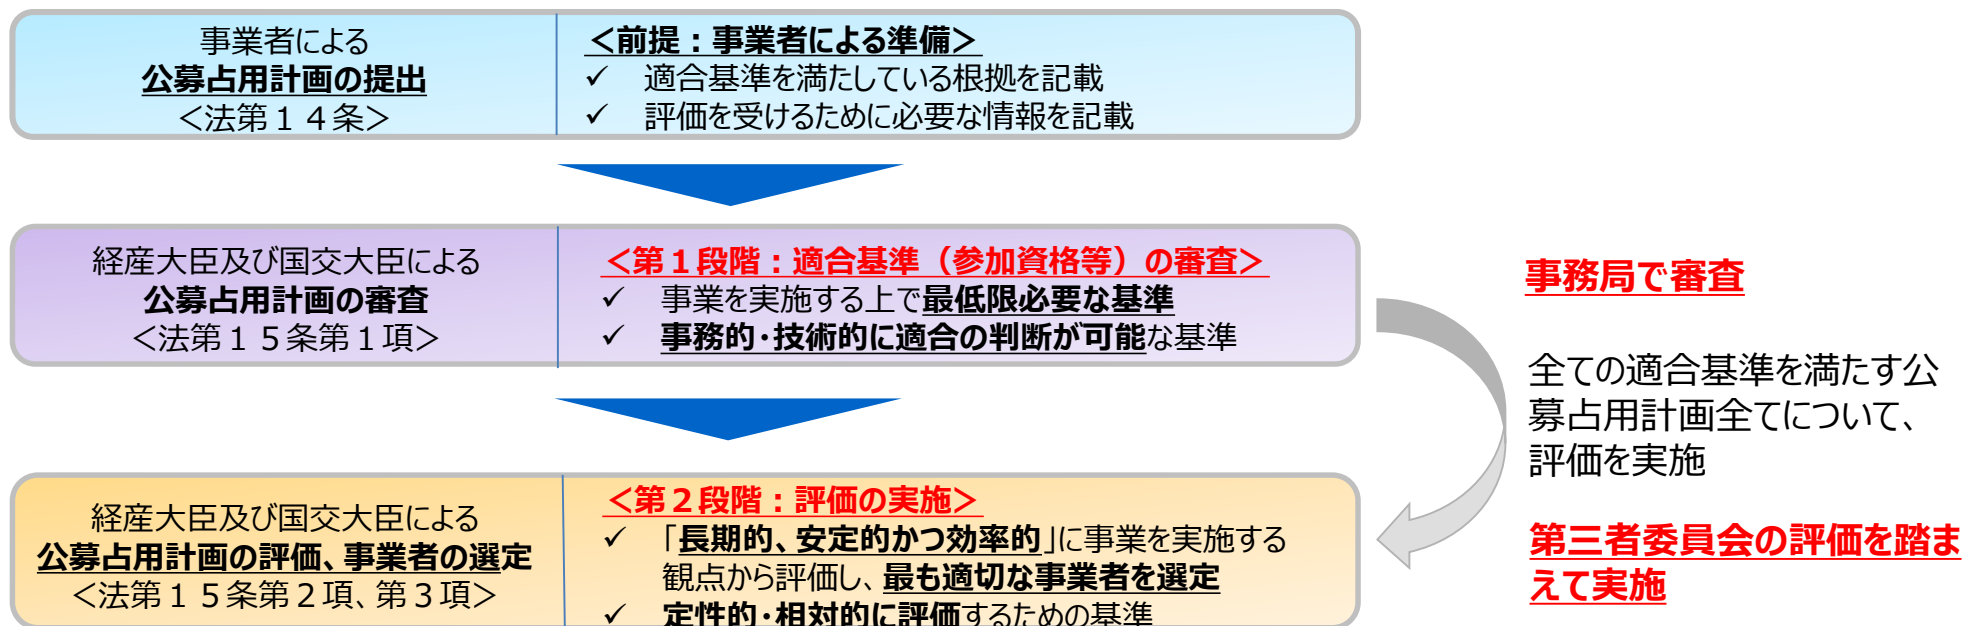 事業者による
公募占用計画の提出
＜法第１４条＞
＜前提：事業者による準備＞
✓ 適合基準を満たしている根拠を記載
✓ 評価を受けるために必要な情報を記載
経産大臣及び国交大臣による
公募占用計画の審査
＜法第１５条第１項＞
＜第１段階：適合基準（参加資格等）の審査＞
✓ 事業を実施する上で最低限必要な基準
✓ 事務的・技術的に適合の判断が可能な基準
事務局で審査
全ての適合基準を満たす公
募占用計画全てについて、
評価を実施
経産大臣及び国交大臣による
公募占用計画の評価、事業者の選定
＜法第１５条第２項、第３項＞
＜第２段階：評価の実施＞
✓ 「長期的、安定的かつ効率的」に事業を実施する
観点から評価し、最も適切な事業者を選定
✓ 定性的・相対的に評価するための基準
第三者委員会の評価を踏ま
えて実施